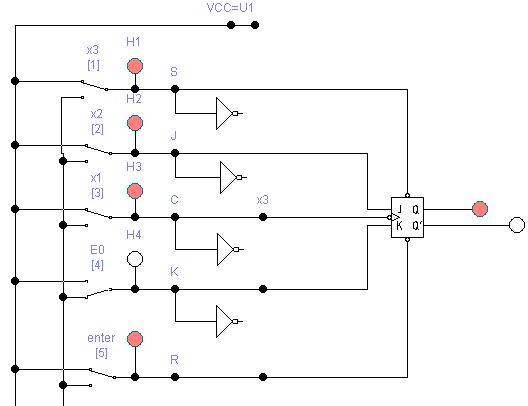 VCC=U1
x3
[1]
H1
S
H2
x2
[2]
J
H3
x1
[3]
C
x3
J Q
K Q'
H4
E0
[4]
K
enter
[5]
R